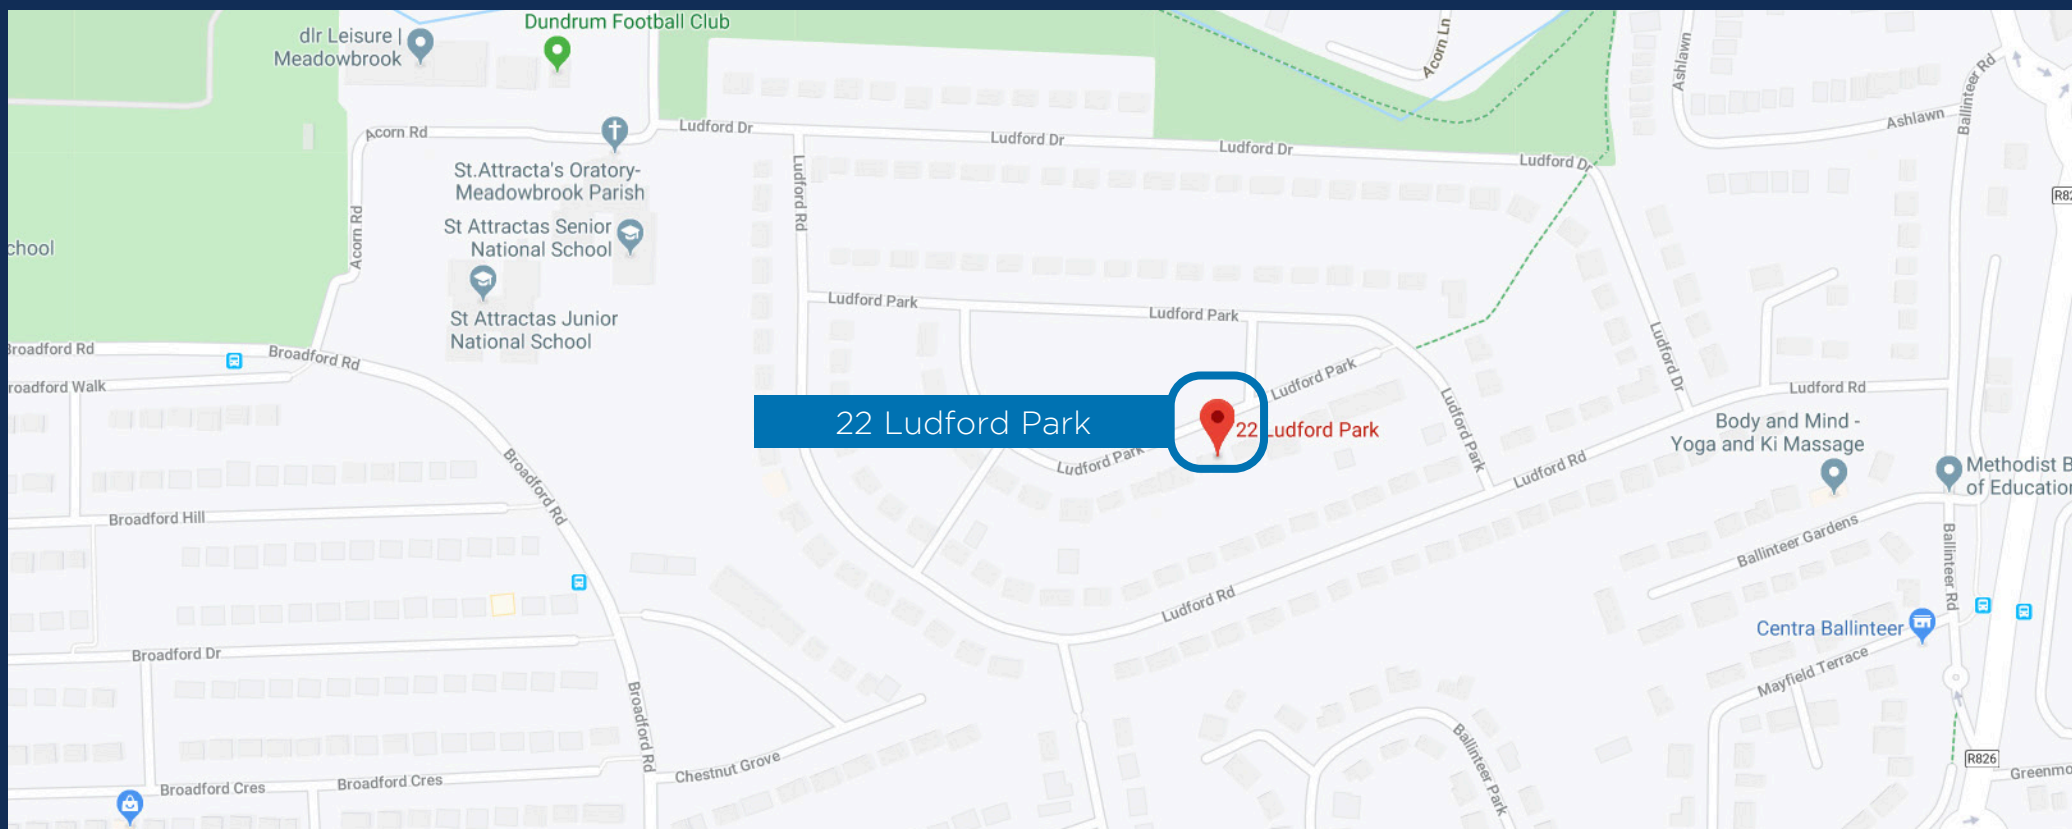 Dundrum Football Club
dlr Leisure |
Meadowbrook
Acorn Ln
Ashlawn
Ballinteer Rd
Ashlawn
Acorn Rd
Ludford Dr
Ludford Dr
Ludford Dr
Ludford Dr
St.Attracta's Oratory-
Meadowbrook Parish
Ludford Rd
Acorn Rd
St Attractas Senior
National School
chool
St Attractas Junior
National School
Ludford Park
Ludford Park
Broadford Rd
Broadford Rd
roadford Walk
Ludford Park
Ludford Dr
Ludford Rd
22 Ludford Park
22 Ludford Park
Ludford Park
Ludford Park
Body and Mind -
Yoga and Ki Massage
Ludford Rd
Methodist B
of Education
Broadford Rd
Broadford Hill
Ballinteer Gardens
Ballinteer Rd
Ludford Rd
Centra Ballinteer
Broadford Dr
Mayfield Terrace
Broadford Rd
Ballinteer Park
Chestnut Grove
R826
Greenmo
Broadford Cres
Broadford Cres
R82